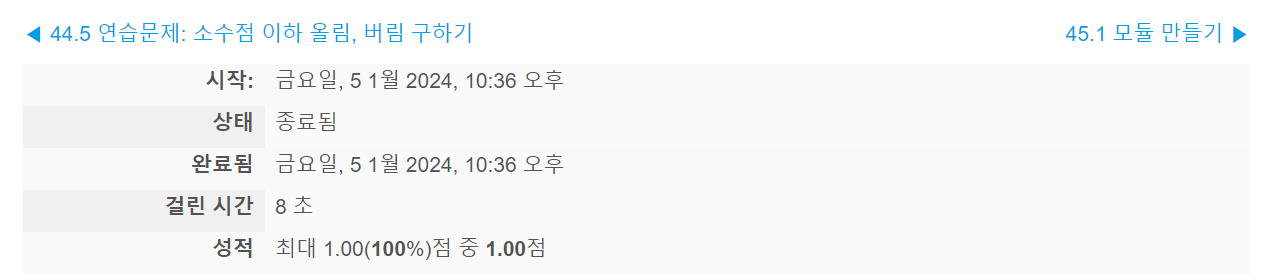 ◀ 44.5 연습문제: 소수점 이하 올림, 버림 구하기
45.1 모듈 만들기 ▶
시작: 금요일, 5 1월 2024, 10:36 오후
상태 종료됨
완료됨 금요일, 5 1월 2024, 10:36 오후
걸린 시간 8 초
성적 최대 1.00(100%)점 중 1.00점